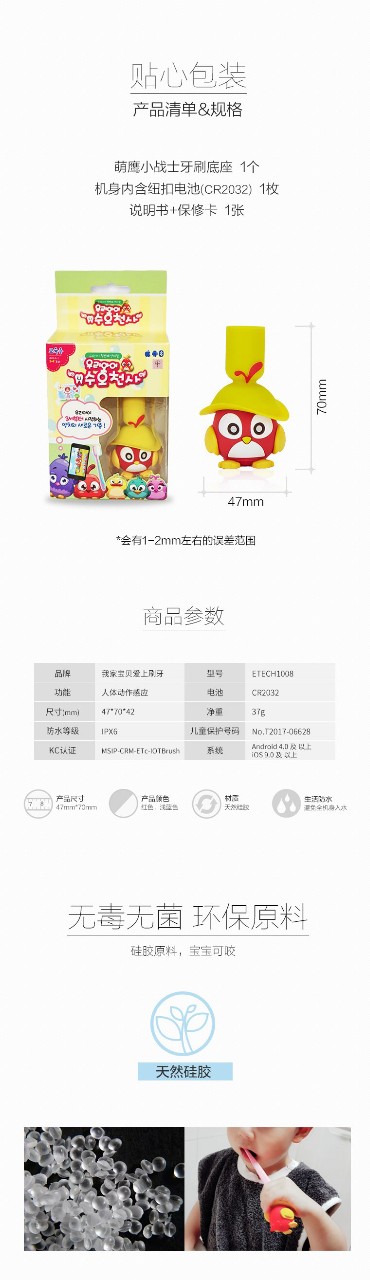 贴心包装
产品清单&规格
萌鹰小战士牙刷底座 1个
机身内含纽扣电池(CR2032) 1枚
说明书+保修卡 1张
70mm
47mm
*会有1-2mm左右的误差范围
商品参数
品牌 我家宝贝爱上刷牙 型号 ETECH1008
功能 人体动作感应 电池 CR2032
尺寸(mm) 47*70*42 净重 37g
防水等级 IPX6 儿童保护号码 No.T2017-06628
KC认证 MSIP-CRM-ETc-IOTBrush 系统 Android 4.0 及 以上
iOS 9.0 及 以上
产品尺寸
47mm*70mm
产品颜色
红色 浅蓝色
材质
天然硅胶
生活防水
避免全机身入水
无毒无菌 环保原料
硅胶原料，宝宝可咬
天然硅胶